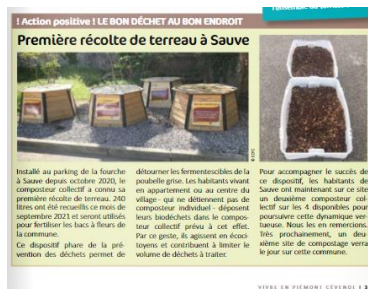 ! Action positive ! LE BON DÉCHET AU BON ENDROIT
Première récolte de terreau à Sauve
Installé au parking de la fourche
à Sauve depuis octobre 2020, le
composteur collectif a connu sa
première récolte de terreau. 240
litres ont été recueillis ce mois de
septembre 2021 et seront utilisés
pour fertiliser les bacs à fleurs de
la commune.
Ce dispositif phare de la pré-
vention des déchets permet de
détourner les fermentescibles de la
poubelle grise. Les habitants vivant
en appartement ou au centre du
village - qui ne détiennent pas de
composteur individuel - déposent
leurs biodéchets dans le compos-
teur collectif prévu à cet effet.
Par ce geste, ils agissent en écoci-
toyens et contribuent à limiter le
volume de déchets à traiter.
Pour accompagner le succès de
ce dispositif, les habitants de
Sauve ont maintenant sur ce site
un deuxième composteur col-
lectif sur les 4 disponibles pour
poursuivre cette dynamique ver-
tueuse. Nous les en remercions.
Très prochainement, un deu-
xième site de compostage verra
le jour sur cette commune.
VIVRE EN PIÉMONT CÉVENOL